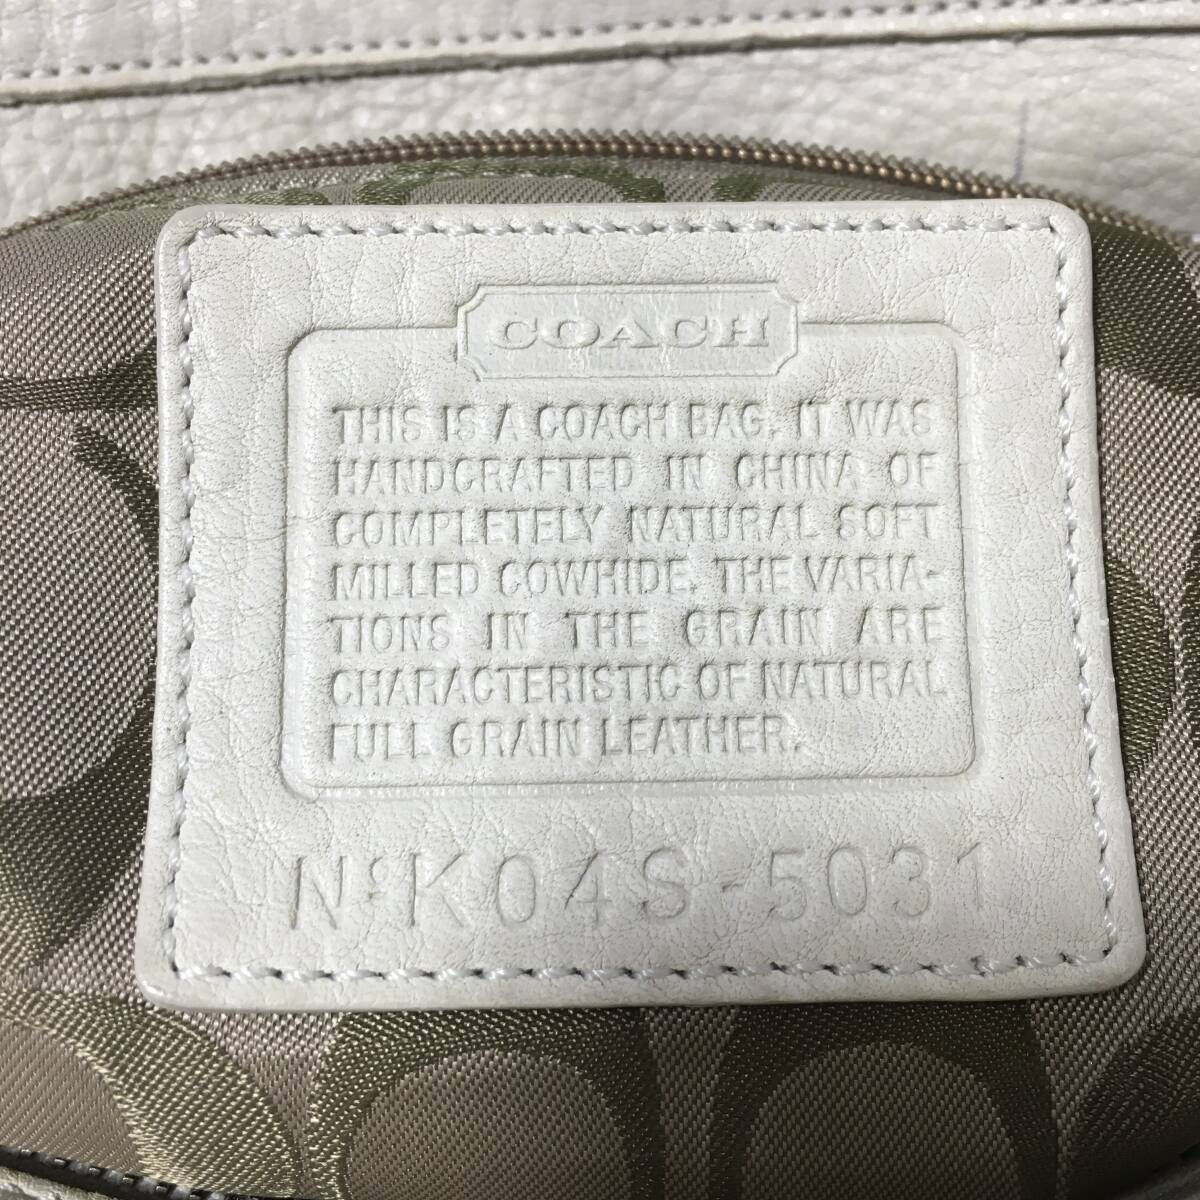 COACH
THIS IS A COACH BAG. IT WAS
HANDCRAFTED IN CHINA OF
COMPLETELY NATURAL SOFT
MILLED COWHIDE. THE VARIA-
TIONS IN THE GRAIN ARE
CHARACTERISTIC OF NATURAL
FULL GRAIN LEATHER.
Nº K04S-5031